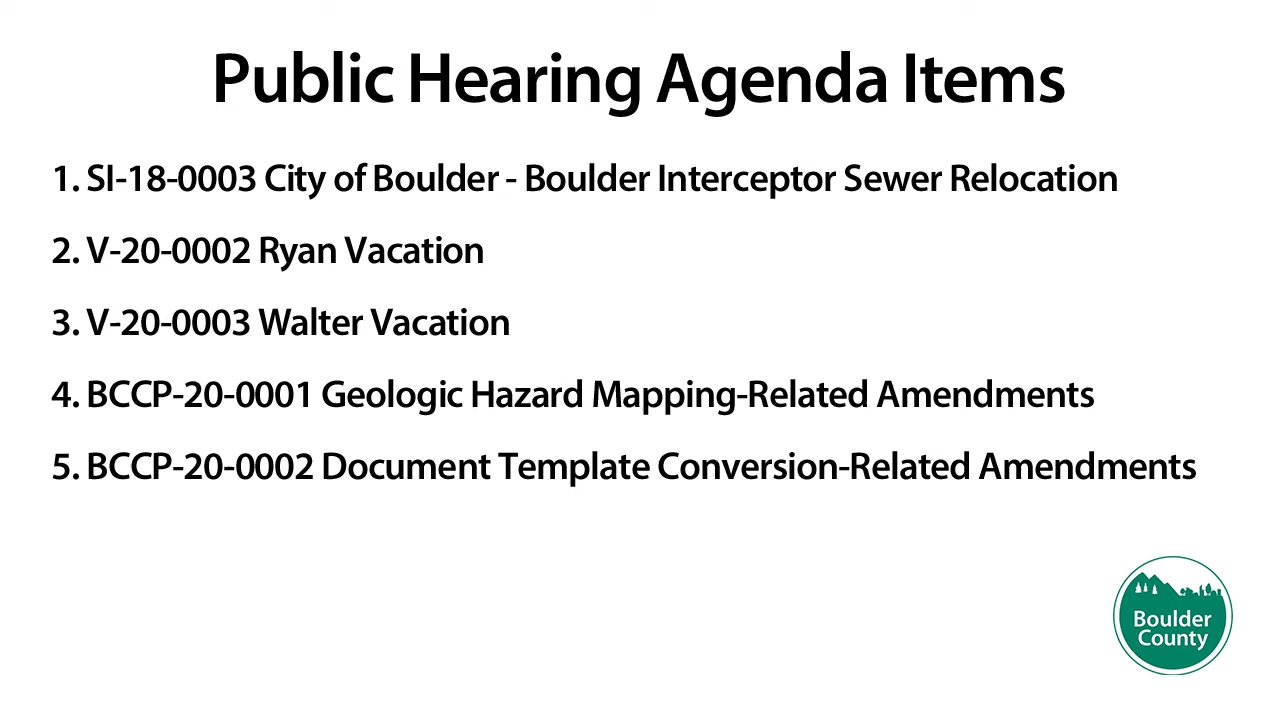 Public Hearing Agenda Items
1. SI-18-0003 City of Boulder - Boulder Interceptor Sewer Relocation
2. V-20-0002 Ryan Vacation
3. V-20-0003 Walter Vacation
4. BCCP-20-0001 Geologic Hazard Mapping-Related Amendments
5. BCCP-20-0002 Document Template Conversion-Related Amendments
Boulder
County